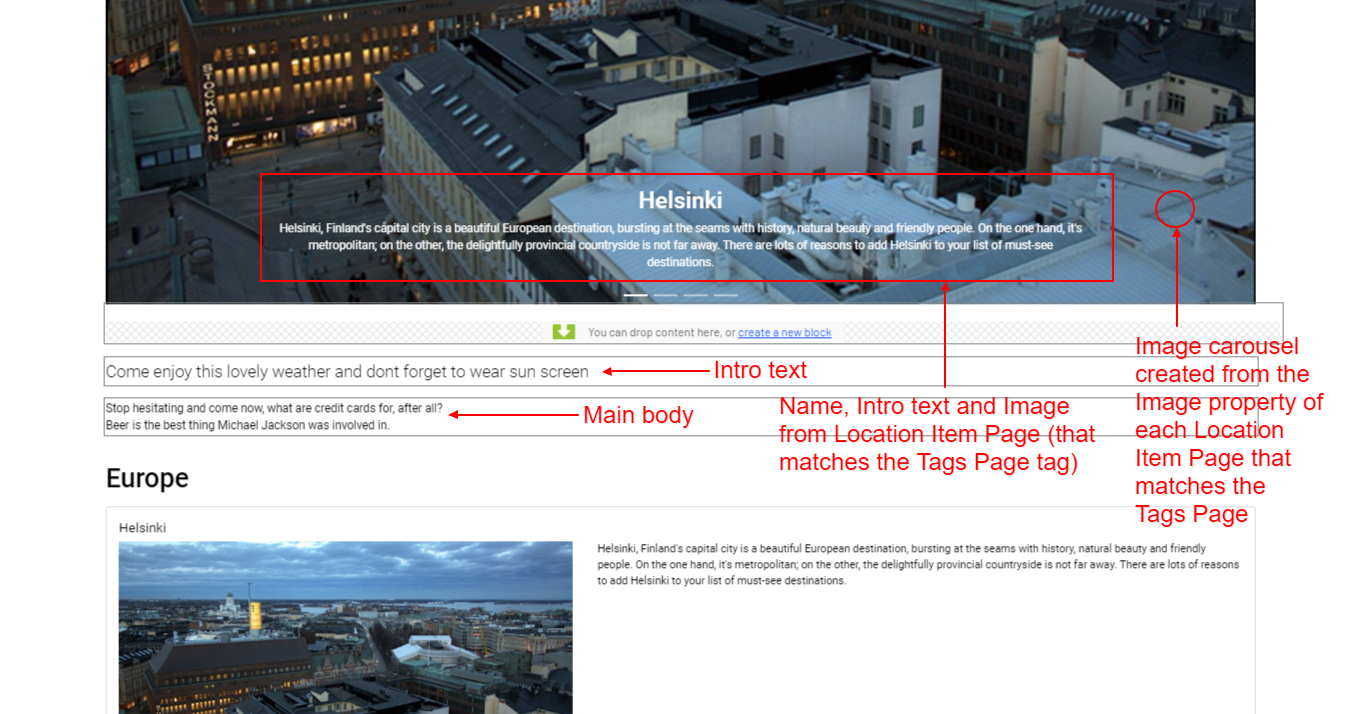 STOCKMANN
Helsinki
Helsinki, Finland's capital city is a beautiful European destination, bursting at the seams with history, natural beauty and friendly people. On the one hand, it's
metropolitan; on the other, the delightfully provincial countryside is not far away. There are lots of reasons to add Helsinki to your list of must-see
destinations.
You can drop content here, or create a new block
Come enjoy this lovely weather and dont forget to wear sun screen
Intro text
Stop hesitating and come now, what are credit cards for, after all?
Beer is the best thing Michael Jackson was involved in.
Main body
Name, Intro text and Image
from Location Item Page (that
matches the Tags Page tag)
Image carousel
created from the
Image property of
each Location
Item Page that
matches the
Tags Page
Europe
Helsinki
Helsinki, Finland's capital city is a beautiful European destination, bursting at the seams with history, natural beauty and friendly
people. On the one hand, it's metropolitan; on the other, the delightfully provincial countryside is not far away. There are lots of reasons
to add Helsinki to your list of must-see destinations.